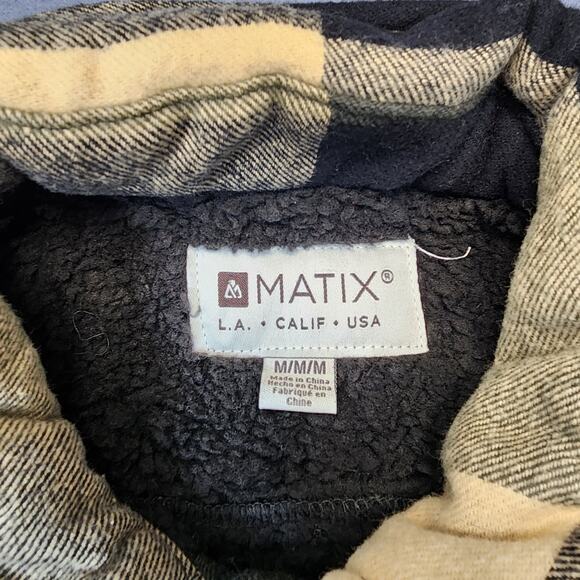 MATIX®
L.A. • CALIF • USA
M/M/M
Made in China
Hecho en China
Fabriqué en
Chine